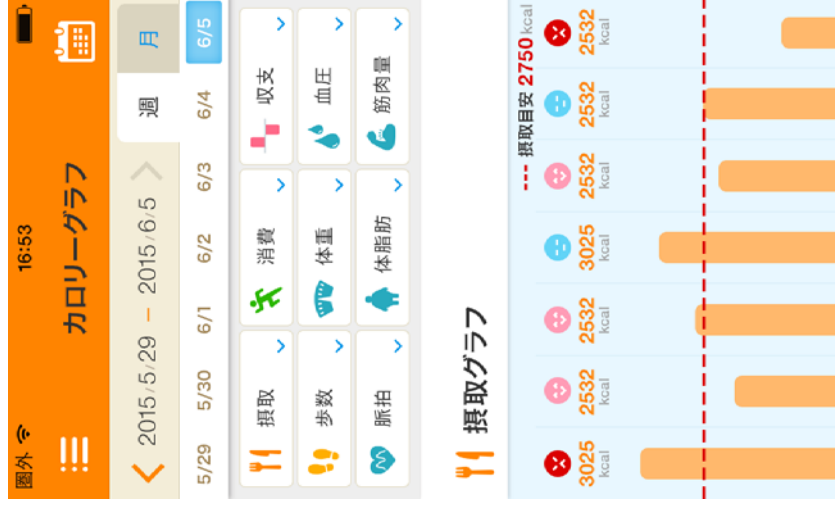 圏外 16:53
カロリーグラフ
2015/5/29 – 2015/6/5 週 月
5/29 5/30 6/1 6/2 6/3 6/4 6/5
摂取 消費 収支
歩数 体重 血圧
脈拍 体脂肪 筋肉量
摂取グラフ
--- 摂取目安 2750 kcal
3025 2532 2532 3025 2532 2532 2532
kcal kcal kcal kcal kcal kcal kcal